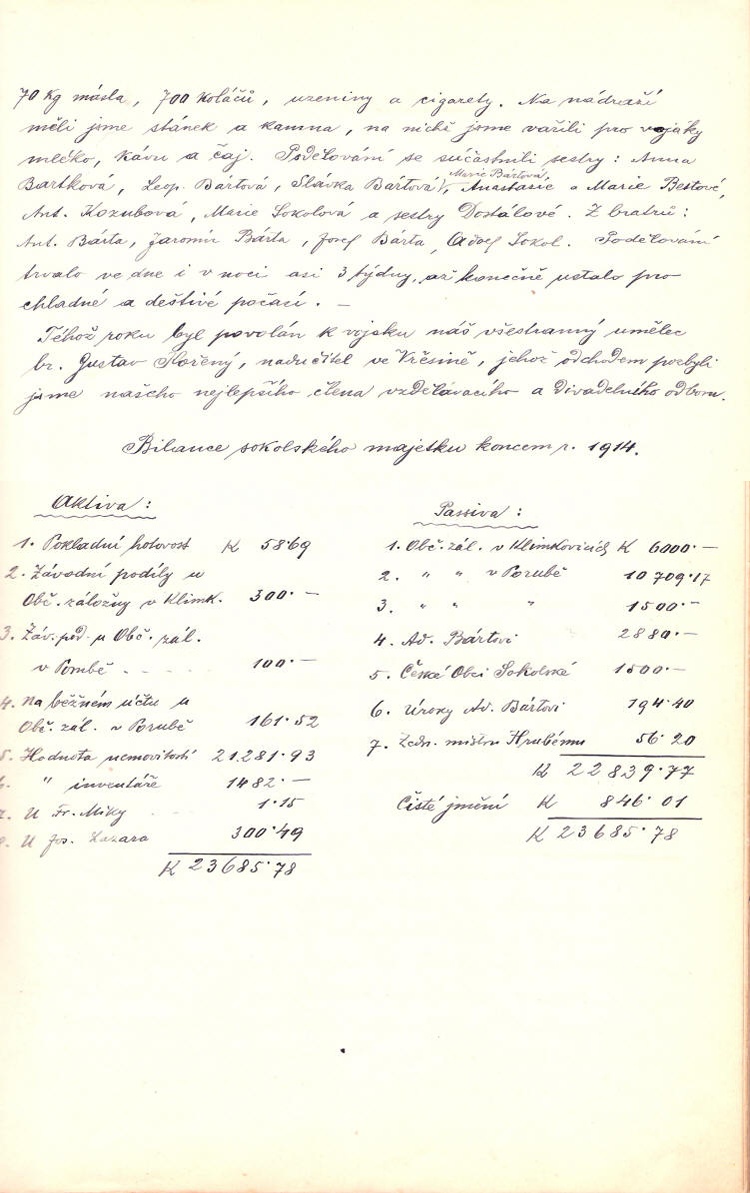 70 Kg másla, 700 koláčů, uzeniny a cigarety. Na nádraží
měli jsme stánek a kamna, na nichž jsme vařili pro vojáky
mléko, kávu a čaj. Podělování se súčastnili sestry: Anna
Marie Bártová,
Bartková, Leop. Bártová, Slávka Bártová, Anastasie a Marie Bestové,
Ant. Kozubová, Marie Sokolová a sestry Dostálové. Z bratrů:
Ant. Bárta, Jaromír Bárta, Josef Bárta, Adolf Sokol. Podělování
trvalo ve dne i v noci asi 3 týdny, až konečně ustalo pro
chladné a deštivé počasí. —
Téhož roku byl povolán k vojsku náš všestranný umělec
br. Gustav Hořený, nadučitel ve Vřesině, jehož odchodem pozbyli
jsme našeho nejlepšího člena vzdělávacího a divadelního odboru.
Bilance sokolského majetku koncem r. 1914.
Aktiva:
1. Pokladní hotovost K 58·69
2. Závodní podíly u
Obč. záložny v Klimk. 300·—
3. Záv. pod. u Obč. zál.
v Porubě 100·—
4. Na běžném účtu u
Obč. zál. v Porubě 161·52
5. Hodnota nemovitostí 21.281·93
" inventáře 1482·—
U Fr. Miky 1·15
U Jos. Lazara 300·49
K 23685·78
Passiva:
1. Obč. zál. v Klimkovicích K 6000·—
2. " " v Porubě 10709·17
3. " " " 1500·—
4. Ad. Bártovi 2880·—
5. České Obci Sokolské 1500·—
6. Úroky Ad. Bártovi 194·40
7. Zedn. mistru Hrubému 56·20
K 22839·77
Čisté jmění K 846·01
K 23685·78